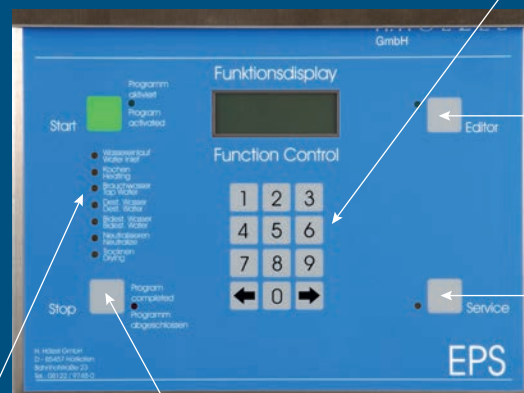 GmbH
Funktionsdisplay
Programm
aktiviert
Program
activated
Start
Editor
Function Control
Wassereinlauf
Water inlet
Kochen
Heating
Brauchwasser
Tap Water
Dest. Wasser
Dest. Water
Bidest. Wasser
Bidest. Water
Neutralisieren
Neutralize
Trocknen
Drying
1 2 3
4 5 6
7 8 9
0
Program
completed
Programm
abgeschlossen
Stop
Service
GmbH
EPS